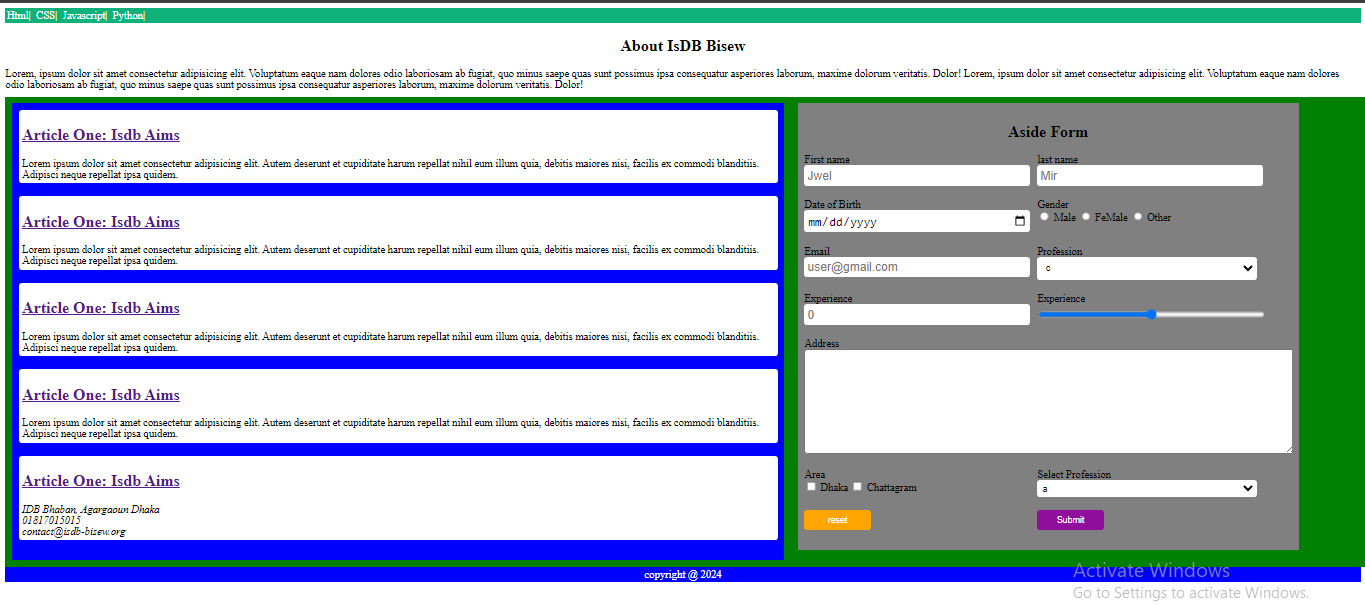 Html| CSS| Javascript| Python|
About IsDB Bisew
Lorem, ipsum dolor sit amet consectetur adipisicing elit. Voluptatum eaque nam dolores odio laboriosam ab fugiat, quo minus saepe quas sunt possimus ipsa consequatur asperiores laborum, maxime dolorum veritatis. Dolor! Lorem, ipsum dolor sit amet consectetur adipisicing elit. Voluptatum eaque nam dolores
odio laboriosam ab fugiat, quo minus saepe quas sunt possimus ipsa consequatur asperiores laborum, maxime dolorum veritatis. Dolor!
Article One: Isdb Aims
Lorem ipsum dolor sit amet consectetur adipisicing elit. Autem deserunt et cupiditate harum repellat nihil eum illum quia, debitis maiores nisi, facilis ex commodi blanditiis.
Adipisci neque repellat ipsa quidem.
Article One: Isdb Aims
Lorem ipsum dolor sit amet consectetur adipisicing elit. Autem deserunt et cupiditate harum repellat nihil eum illum quia, debitis maiores nisi, facilis ex commodi blanditiis.
Adipisci neque repellat ipsa quidem.
Article One: Isdb Aims
Lorem ipsum dolor sit amet consectetur adipisicing elit. Autem deserunt et cupiditate harum repellat nihil eum illum quia, debitis maiores nisi, facilis ex commodi blanditiis.
Adipisci neque repellat ipsa quidem.
Article One: Isdb Aims
Lorem ipsum dolor sit amet consectetur adipisicing elit. Autem deserunt et cupiditate harum repellat nihil eum illum quia, debitis maiores nisi, facilis ex commodi blanditiis.
Adipisci neque repellat ipsa quidem.
Article One: Isdb Aims
IDB Bhaban, Agargaoun Dhaka
01817015015
contact@isdb-bisew.org
Aside Form
First name last name
Jwel Mir
Date of Birth Gender
mm/dd/yyyy Male FeMale Other
Email Profession
user@gmail.com c
Experience Experience
0
Address
Area Select Profession
Dhaka Chattagram a
reset Submit
copyright @ 2024
Activate Windows
Go to Settings to activate Windows.